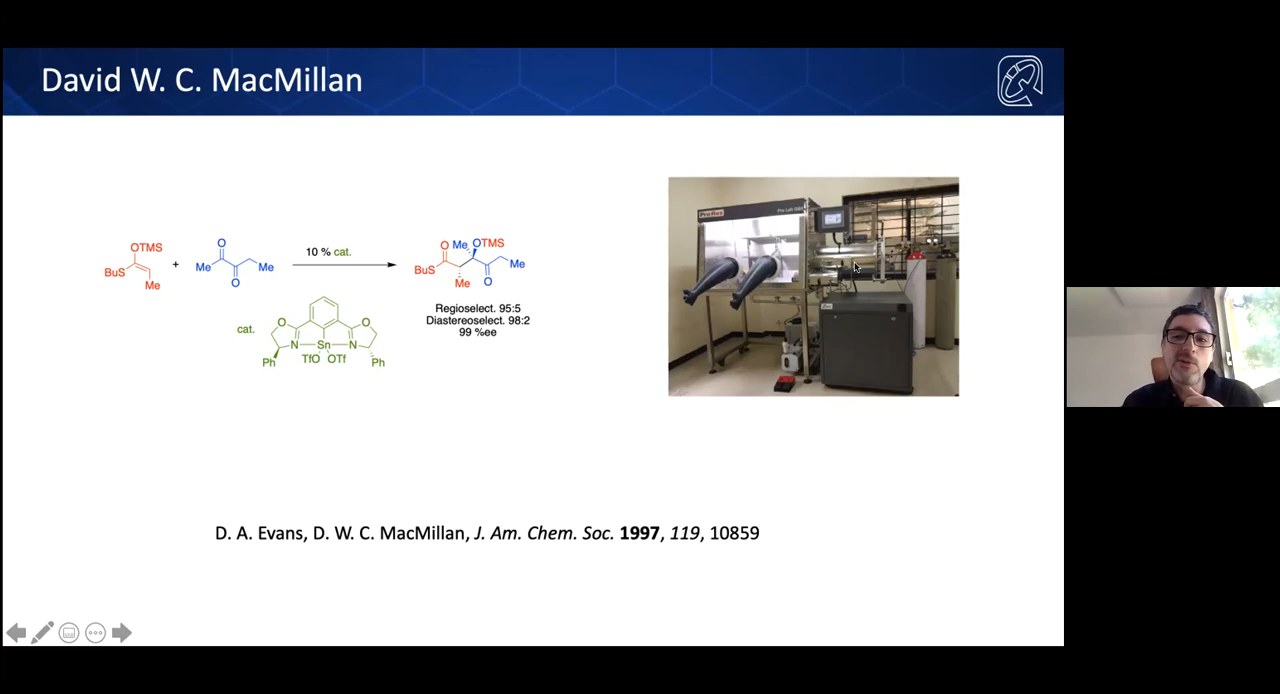 David W. C. MacMillan
OTMS
BuS
Me
+
O
Me
Me
O
10 % cat.
O
Me
OTMS
BuS
Me
Me
O
Regioselect. 95:5
Diastereoselect. 98:2
99 %ee
cat.
O
O
N
Sn
N
Ph
TfO
OTf
Ph
D. A. Evans, D. W. C. MacMillan, J. Am. Chem. Soc. 1997, 119, 10859